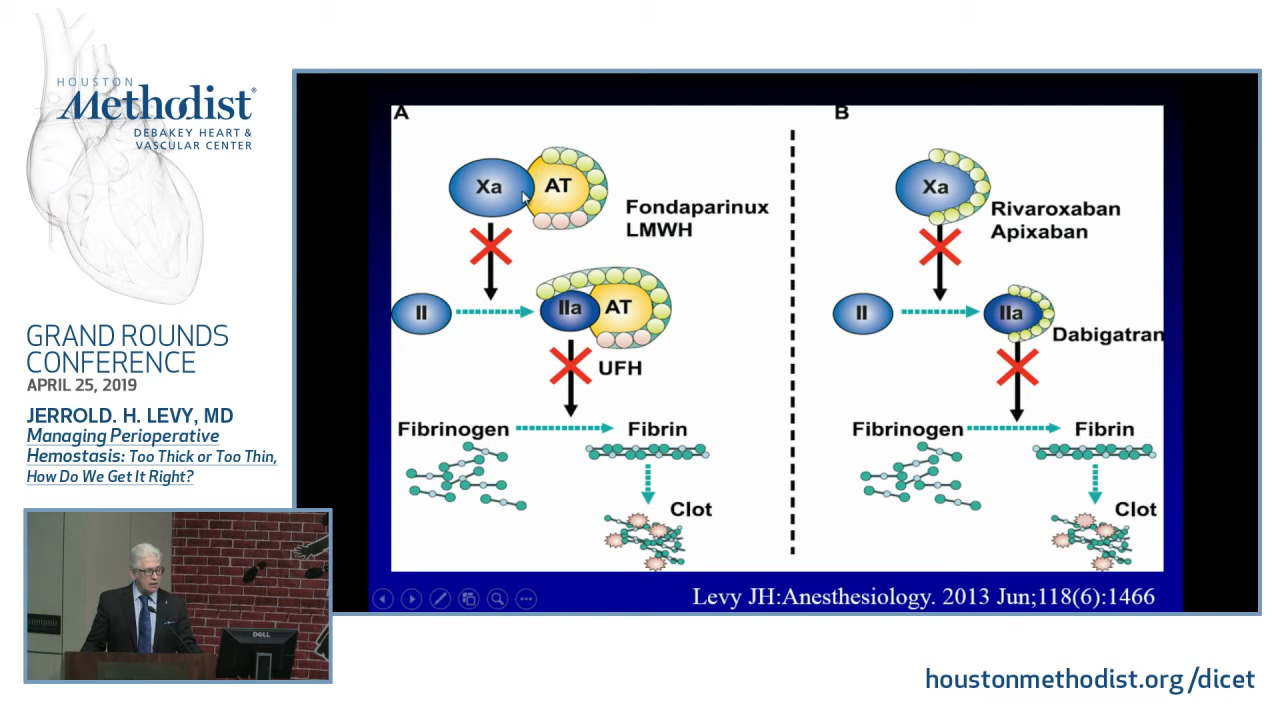 HOUSTON
Methodist®
DEBAKEY HEART &
VASCULAR CENTER
GRAND ROUNDS
CONFERENCE
APRIL 25, 2019
JERROLD. H. LEVY, MD
Managing Perioperative
Hemostasis: Too Thick or Too Thin,
How Do We Get It Right?
A
Xa
AT
Fondaparinux
LMWH
II
IIa
AT
UFH
Fibrinogen
Fibrin
Clot
B
Xa
Rivaroxaban
Apixaban
II
IIa
Dabigatran
Fibrinogen
Fibrin
Clot
Levy JH:Anesthesiology. 2013 Jun;118(6):1466
DELL
houstonmethodist.org/dicet